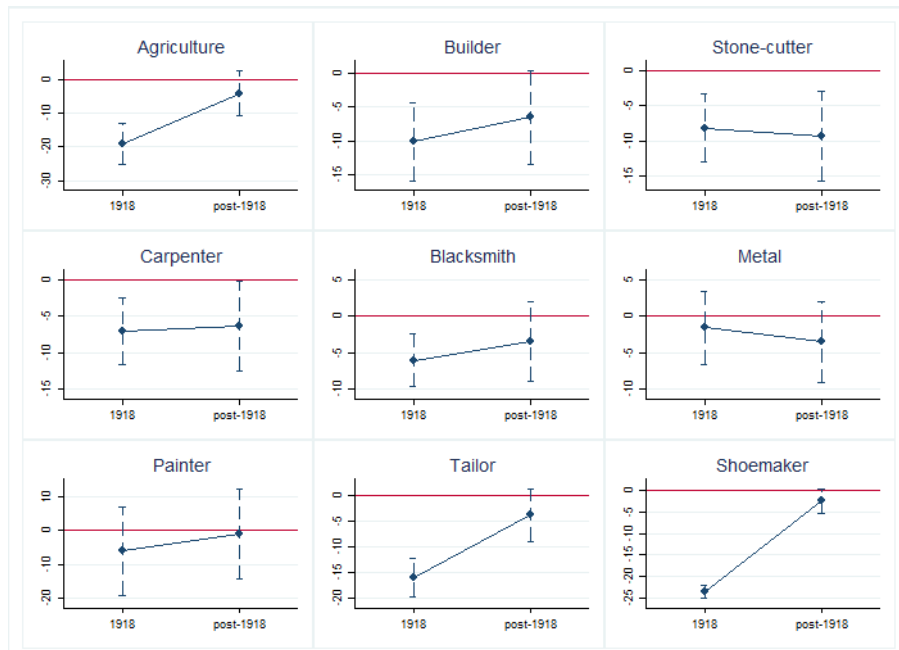 Agriculture
0
-10
-20
-30
1918
post-1918
Builder
0
-5
-10
-15
1918
post-1918
Stone-cutter
0
-5
-10
-15
1918
post-1918
Carpenter
0
-5
-10
-15
1918
post-1918
Blacksmith
5
0
-5
-10
1918
post-1918
Metal
5
0
-5
-10
1918
post-1918
Painter
10
0
-10
-20
1918
post-1918
Tailor
0
-5
-10
-15
-20
1918
post-1918
Shoemaker
0
-5
-10
-15
-20
-25
1918
post-1918